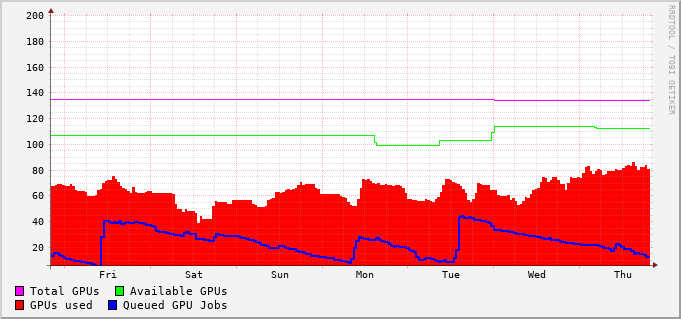 200
180
160
140
120
100
80
60
40
20
Fri Sat Sun Mon Tue Wed Thu
Total GPUs Available GPUs
GPUs used Queued GPU Jobs
RRDTOOL / TOBI OETIKER